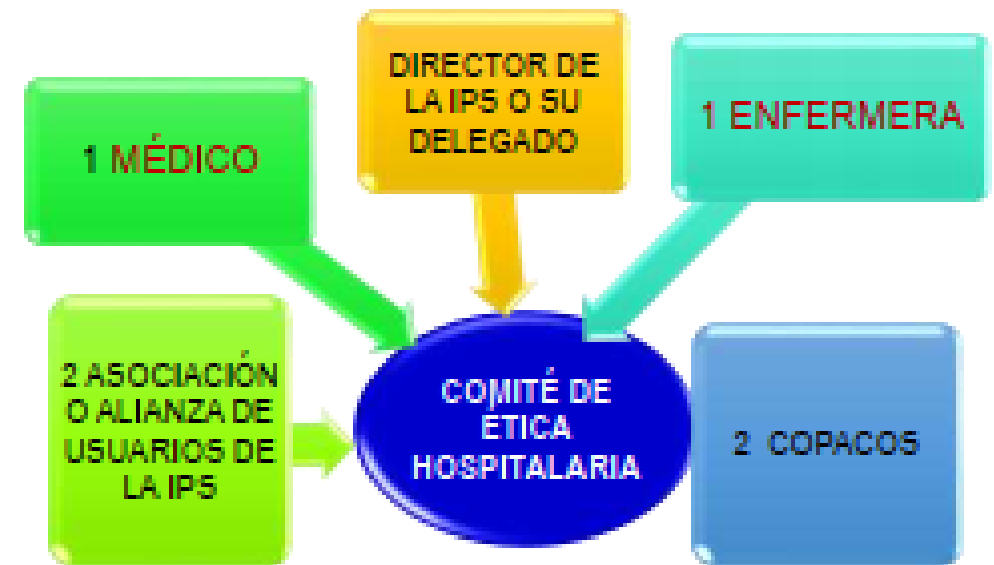 DIRECTOR DE
LA IPS O SU
DELEGADO
1 MÉDICO
1 ENFERMERA
2 ASOCIACIÓN
O ALIANZA DE
USUARIOS DE
LA IPS
COMITÉ DE
ÉTICA
HOSPITALARIA
2 COPACOS